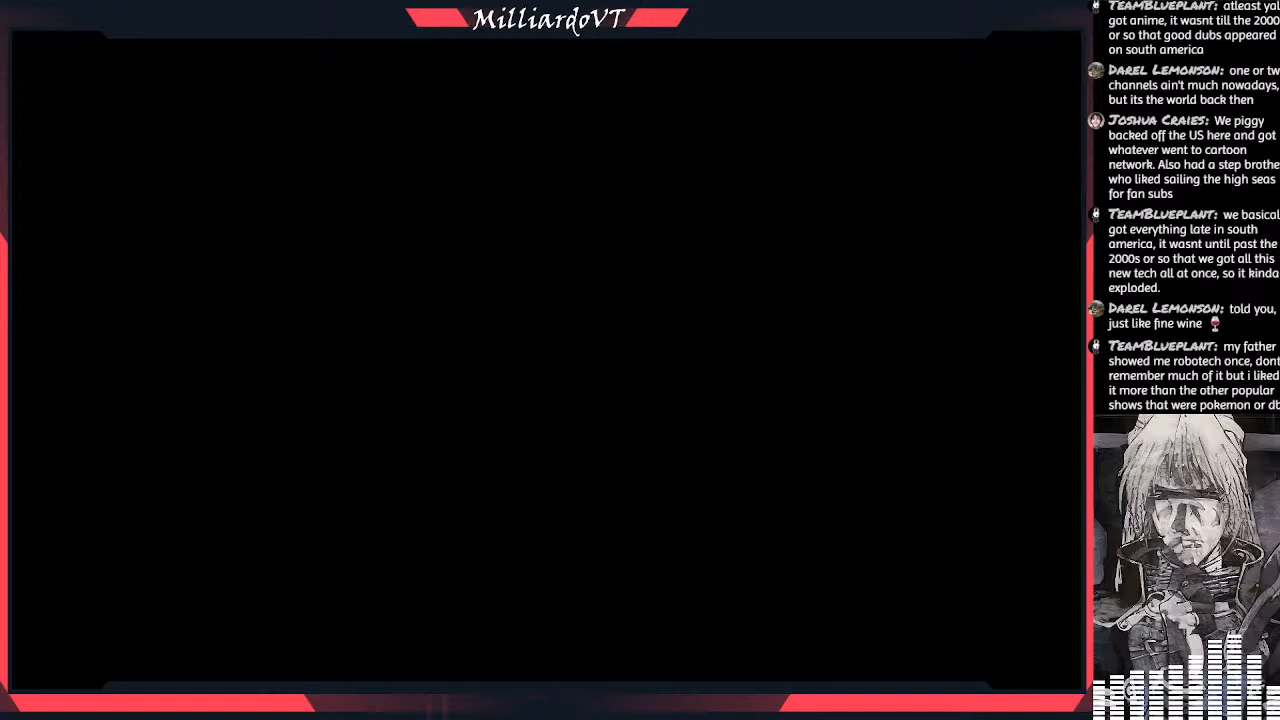 MilliardoVT
TeamBlueplant: atleast yal
got anime, it wasnt till the 2000
or so that good dubs appeared
on south america
Darel Lemonson: one or tw
channels ain't much nowadays,
but its the world back then
Joshua Craies: We piggy
backed off the US here and got
whatever went to cartoon
network. Also had a step brothe
who liked sailing the high seas
for fan subs
TeamBlueplant: we basical
got everything late in south
america, it wasnt until past the
2000s or so that we got all this
new tech all at once, so it kinda
exploded.
Darel Lemonson: told you,
just like fine wine 🍷
TeamBlueplant: my father
showed me robotech once, dont
remember much of it but i liked
it more than the other popular
shows that were pokemon or db